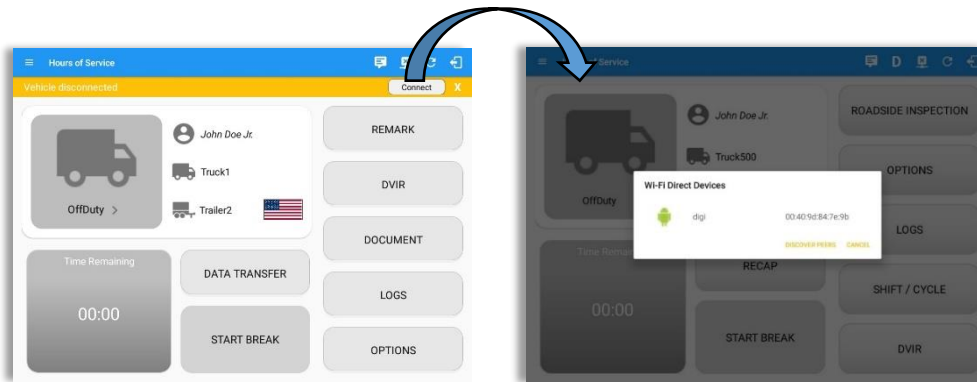 Hours of Service
Vehicle disconnected
Connect X
John Doe Jr.
Truck1
Trailer2
OffDuty >
REMARK
DVIR
DOCUMENT
LOGS
OPTIONS
Time Remaining
00:00
DATA TRANSFER
START BREAK
Service
D
John Doe Jr.
Truck500
OffDuty
ROADSIDE INSPECTION
OPTIONS
LOGS
SHIFT / CYCLE
DVIR
Wi-Fi Direct Devices
digi 00:40:9d:84:7e:9b
DISCOVER PEERS CANCEL
Time
00:00
RECAP
START BREAK